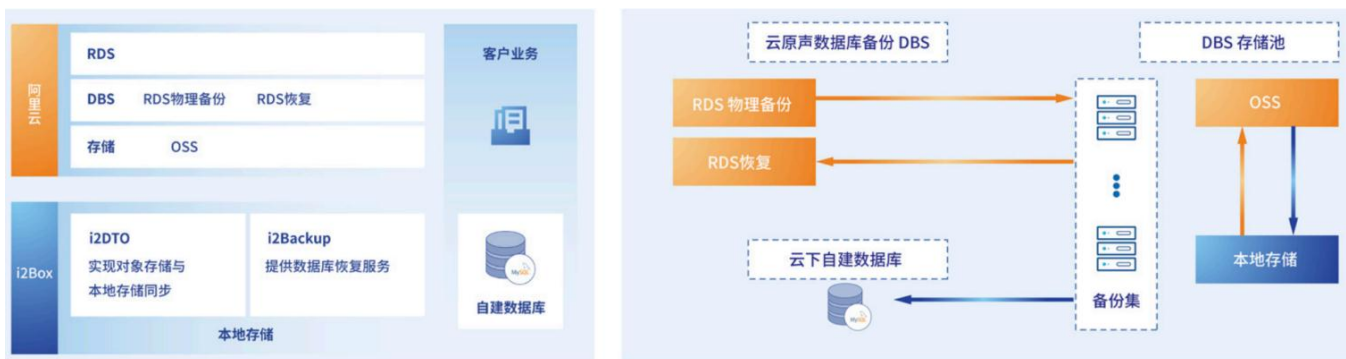 阿里云
RDS
DBS RDS物理备份 RDS恢复
存储 OSS
客户业务
i2Box
i2DTO
实现对象存储与
本地存储同步
i2Backup
提供数据库恢复服务
本地存储
MySQL
自建数据库
云原声数据库备份 DBS
DBS 存储池
RDS 物理备份
RDS恢复
OSS
云下自建数据库
MySQL
备份集
本地存储